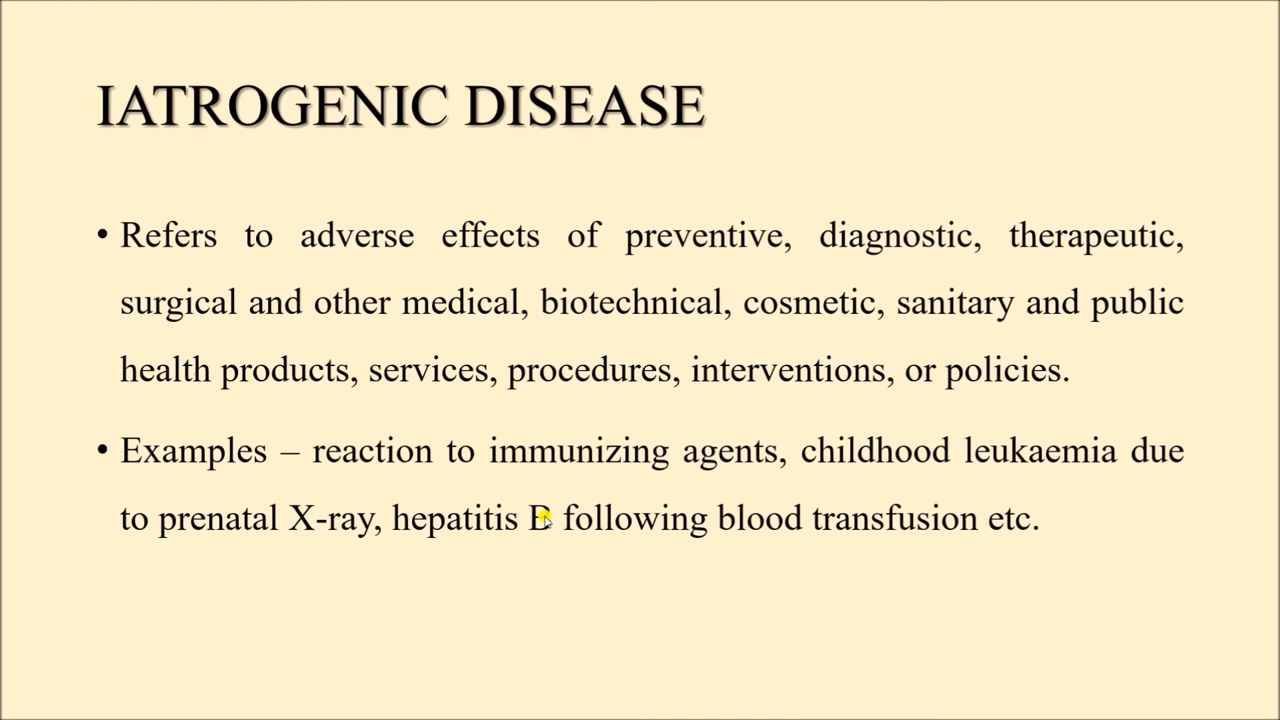 IATROGENIC DISEASE
• Refers to adverse effects of preventive, diagnostic, therapeutic,
surgical and other medical, biotechnical, cosmetic, sanitary and public
health products, services, procedures, interventions, or policies.
• Examples – reaction to immunizing agents, childhood leukaemia due
to prenatal X-ray, hepatitis B following blood transfusion etc.